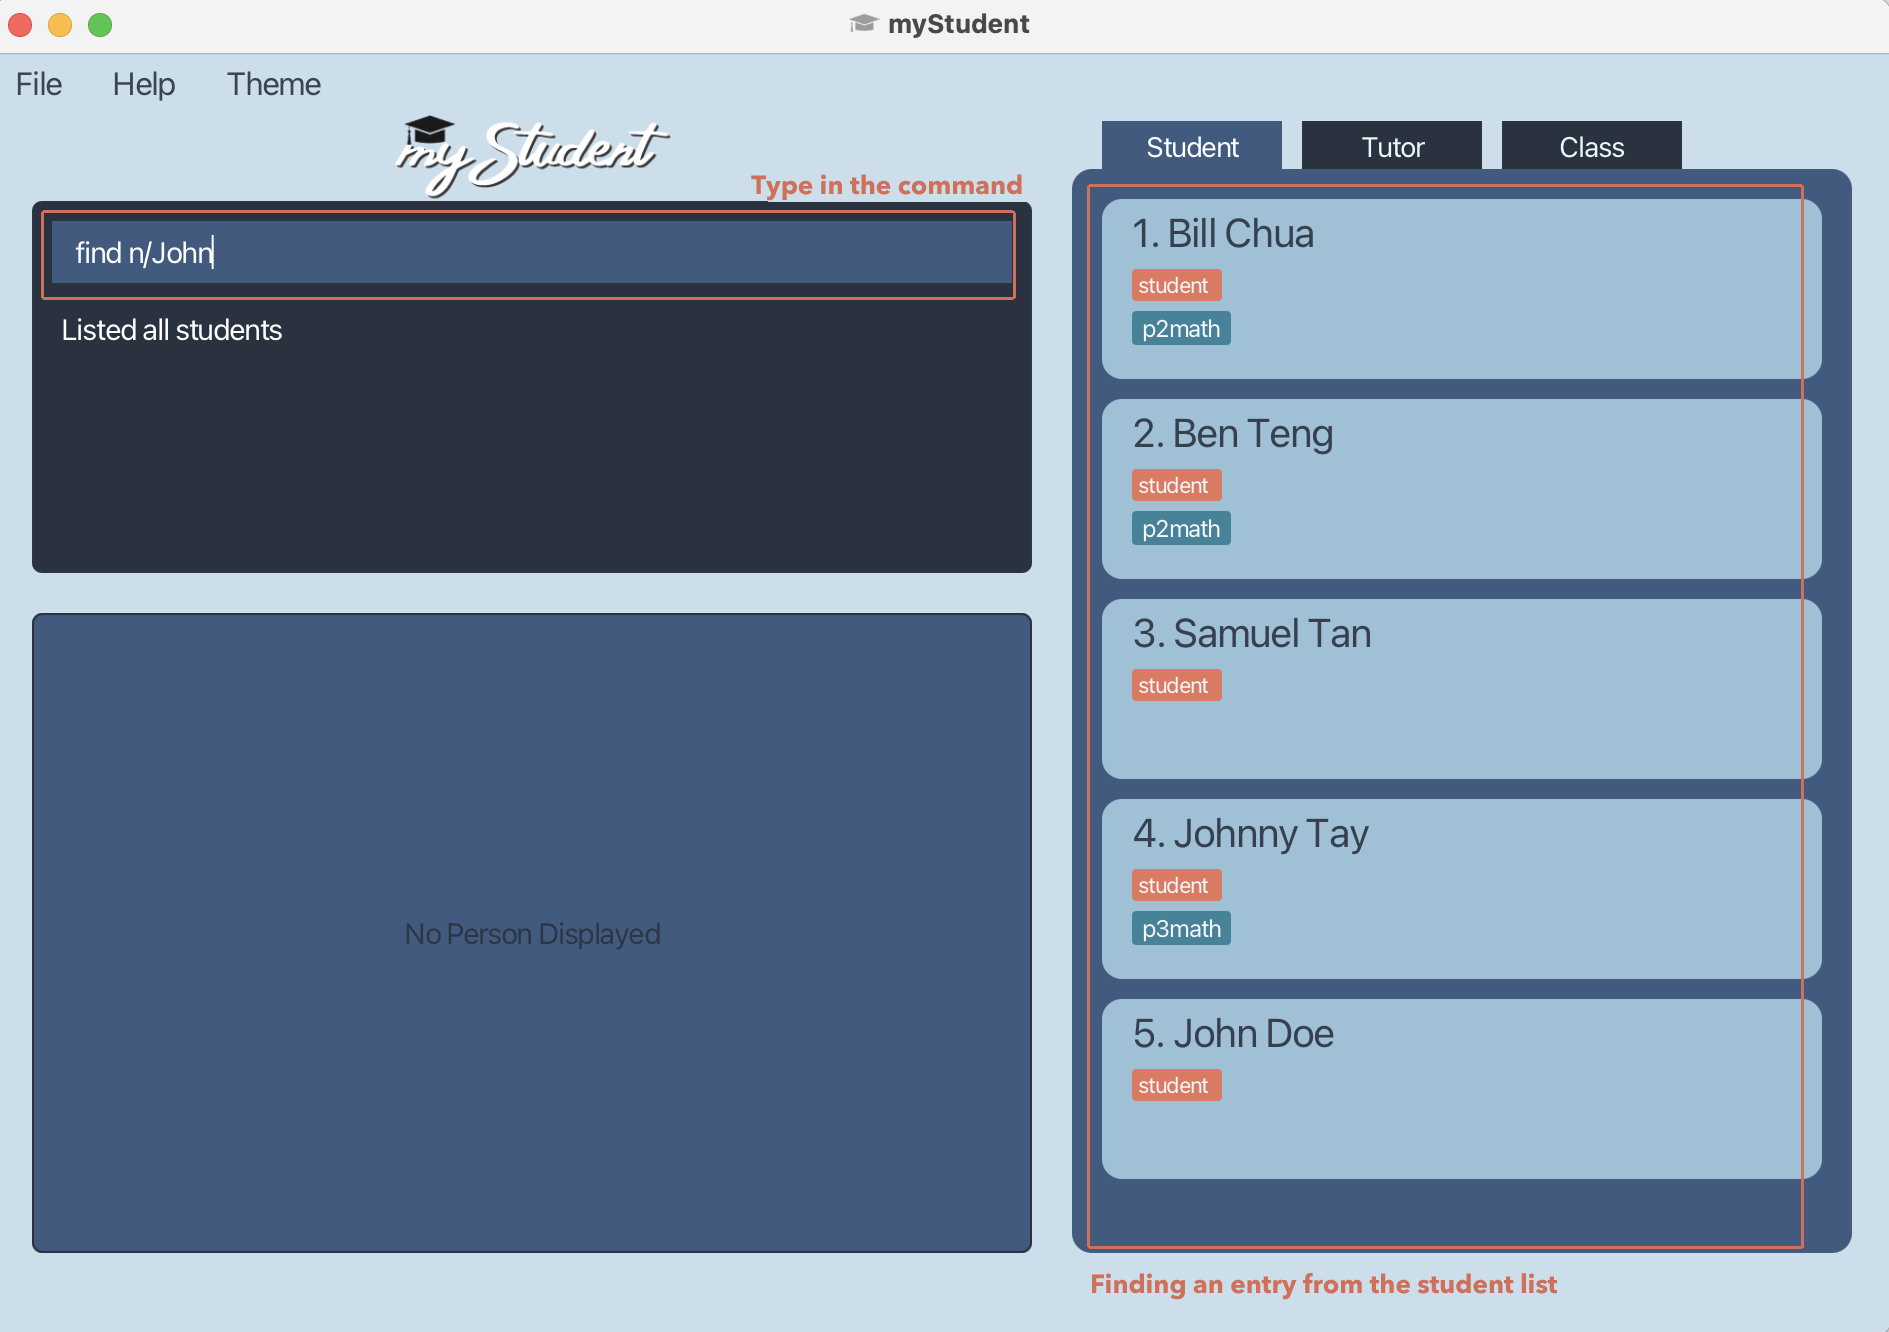 myStudent
File Help Theme
myStudent
Type in the command
find n/John
Listed all students
No Person Displayed
Student Tutor Class
1. Bill Chua
student
p2math
2. Ben Teng
student
p2math
3. Samuel Tan
student
4. Johnny Tay
student
p3math
5. John Doe
student
Finding an entry from the student list